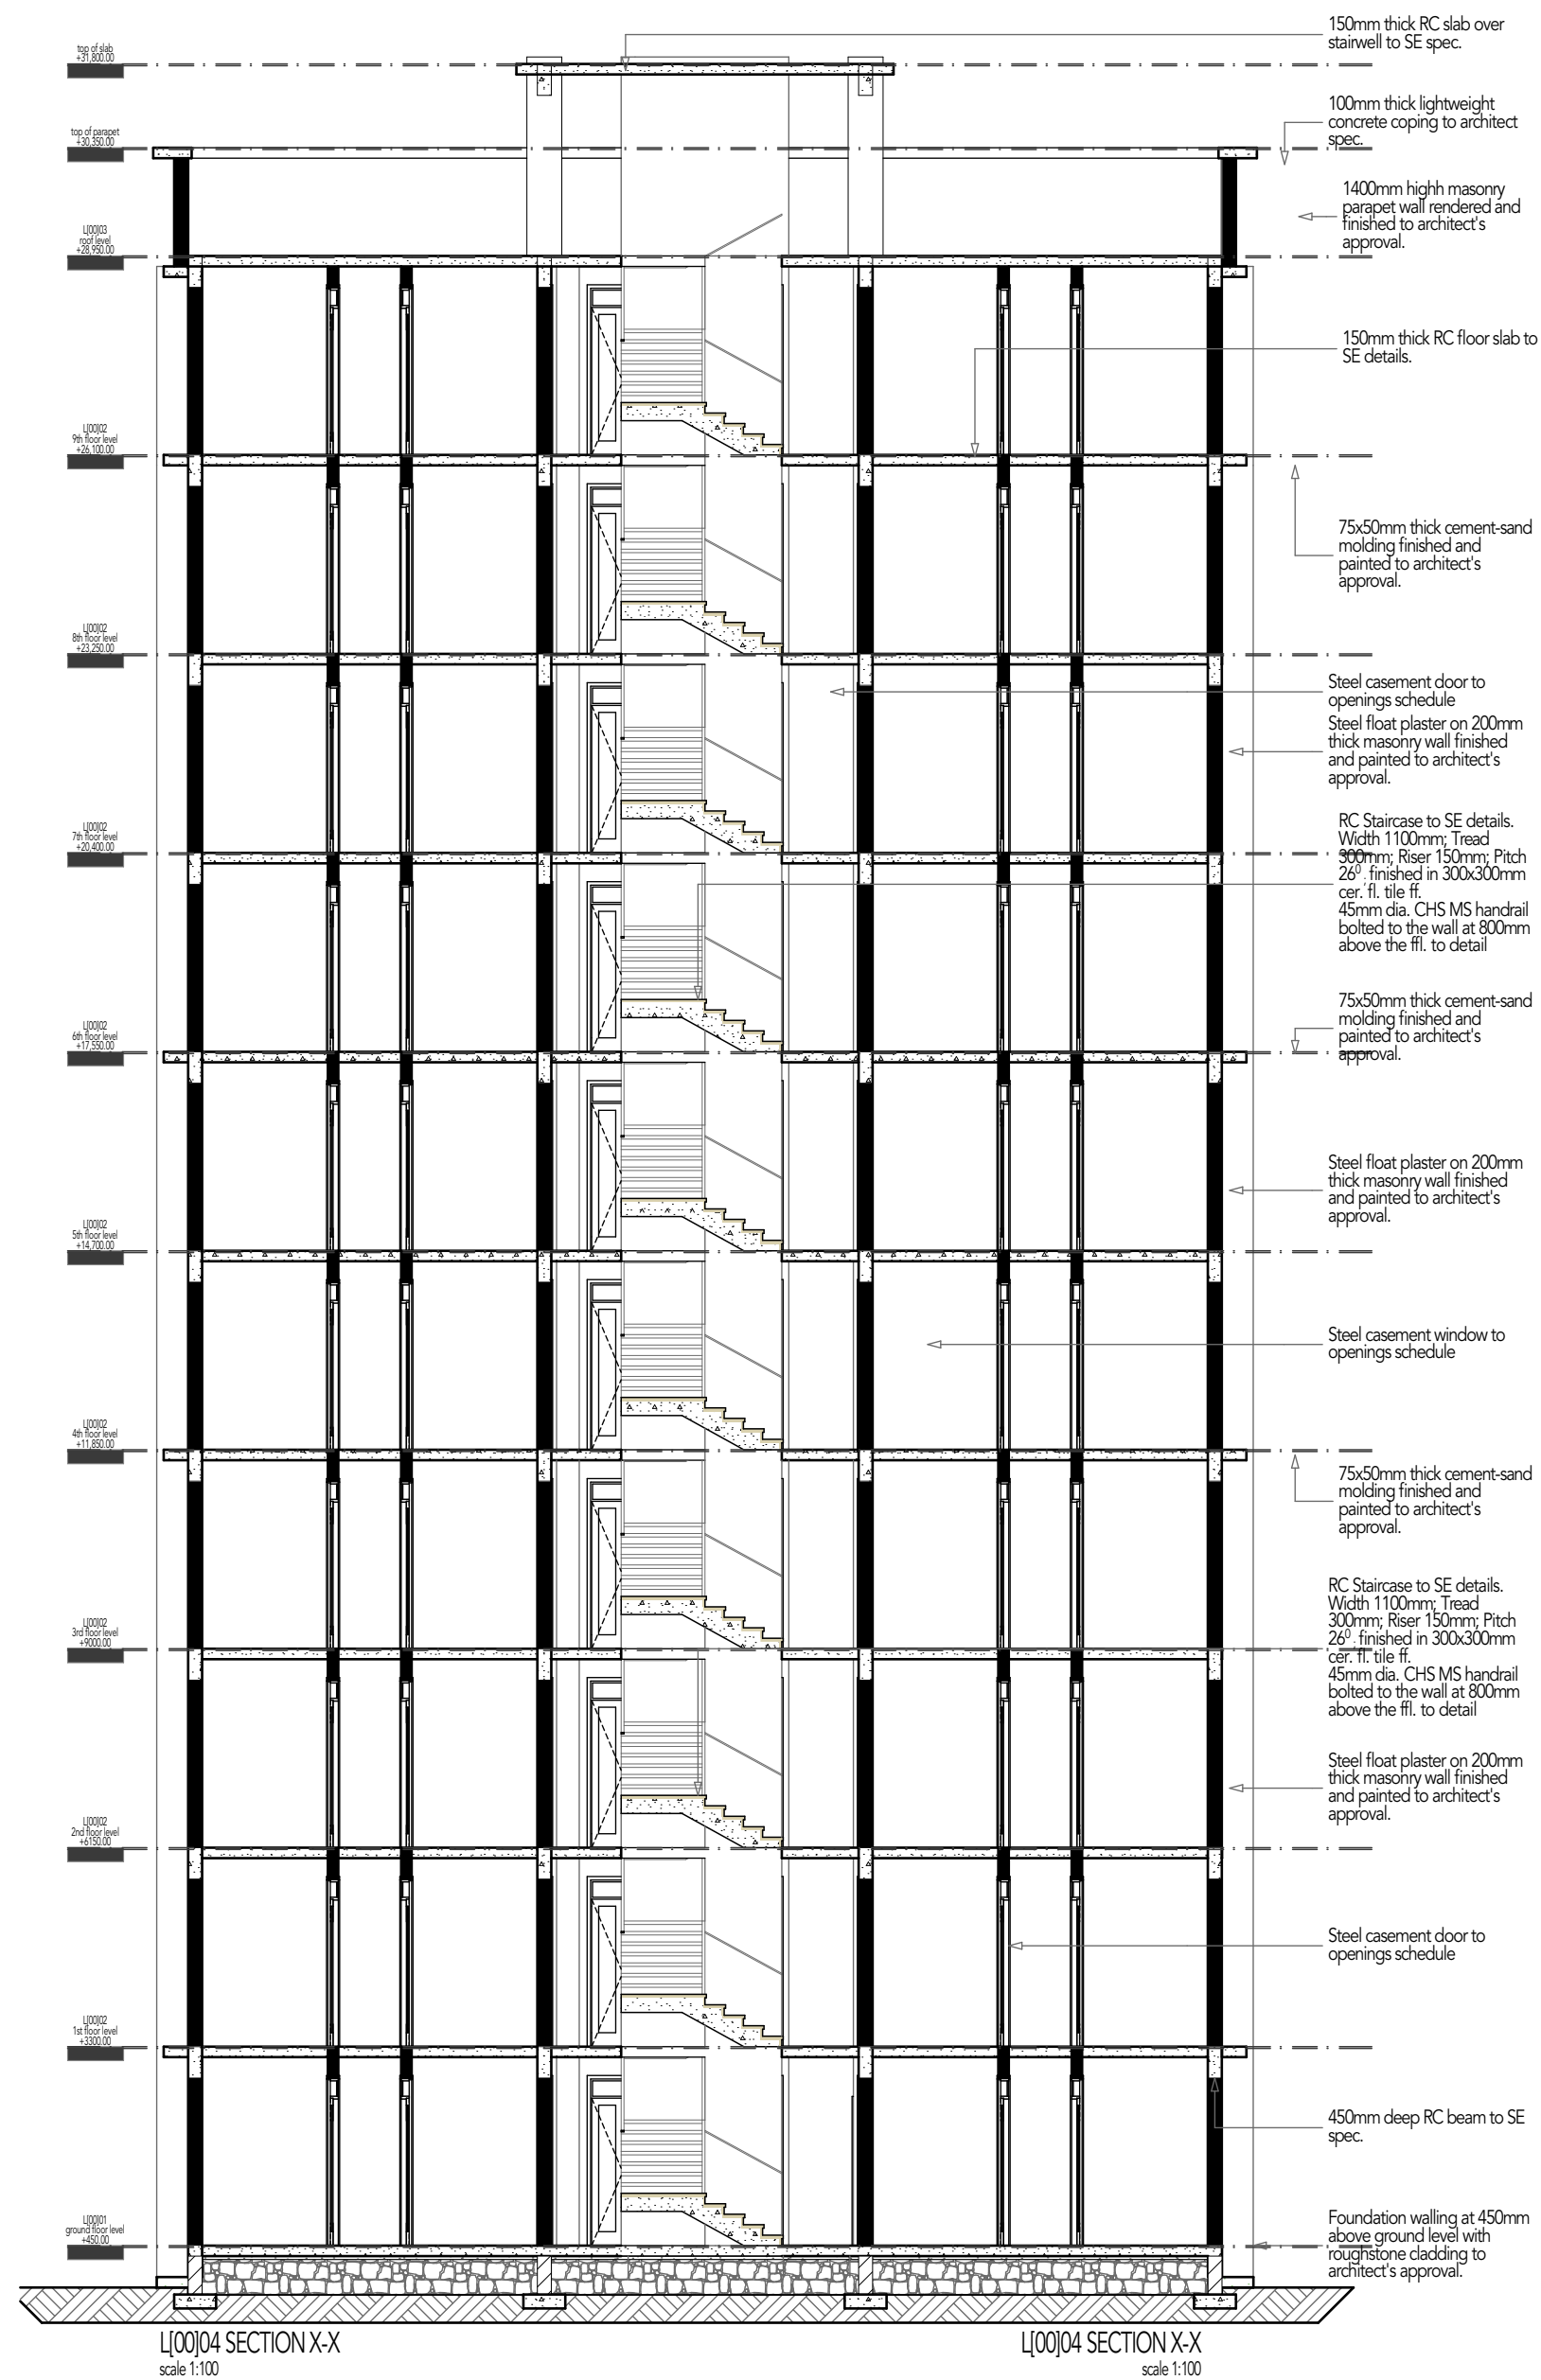 150mm thick RC slab over
stairwell to SE spec.
top of slab
+31,800.00
100mm thick lightweight
concrete coping to architect
spec.
top of parapet
+30,350.00
1400mm highh masonry
parapet wall rendered and
finished to architect's
approval.
L[00]03
roof level
+28,950.00
150mm thick RC floor slab to
SE details.
L[00]02
9th floor level
+26,100.00
75x50mm thick cement-sand
molding finished and
painted to architect's
approval.
L[00]02
8th floor level
+23,250.00
Steel casement door to
openings schedule
Steel float plaster on 200mm
thick masonry wall finished
and painted to architect's
approval.
L[00]02
7th floor level
+20,400.00
RC Staircase to SE details.
Width 1100mm; Tread
300mm; Riser 150mm; Pitch
26⁰. finished in 300x300mm
cer. fl. tile ff.
45mm dia. CHS MS handrail
bolted to the wall at 800mm
above the ffl. to detail
75x50mm thick cement-sand
molding finished and
painted to architect's
approval.
L[00]02
6th floor level
+17,550.00
Steel float plaster on 200mm
thick masonry wall finished
and painted to architect's
approval.
L[00]02
5th floor level
+14,700.00
Steel casement window to
openings schedule
L[00]02
4th floor level
+11,850.00
75x50mm thick cement-sand
molding finished and
painted to architect's
approval.
RC Staircase to SE details.
Width 1100mm; Tread
300mm; Riser 150mm; Pitch
26⁰. finished in 300x300mm
cer. fl. tile ff.
45mm dia. CHS MS handrail
bolted to the wall at 800mm
above the ffl. to detail
L[00]02
3rd floor level
+9000.00
Steel float plaster on 200mm
thick masonry wall finished
and painted to architect's
approval.
L[00]02
2nd floor level
+6150.00
Steel casement door to
openings schedule
L[00]02
1st floor level
+3300.00
450mm deep RC beam to SE
spec.
L[00]01
ground floor level
+450.00
Foundation walling at 450mm
above ground level with
roughstone cladding to
architect's approval.
L[00]04 SECTION X-X
scale 1:100
L[00]04 SECTION X-X
scale 1:100